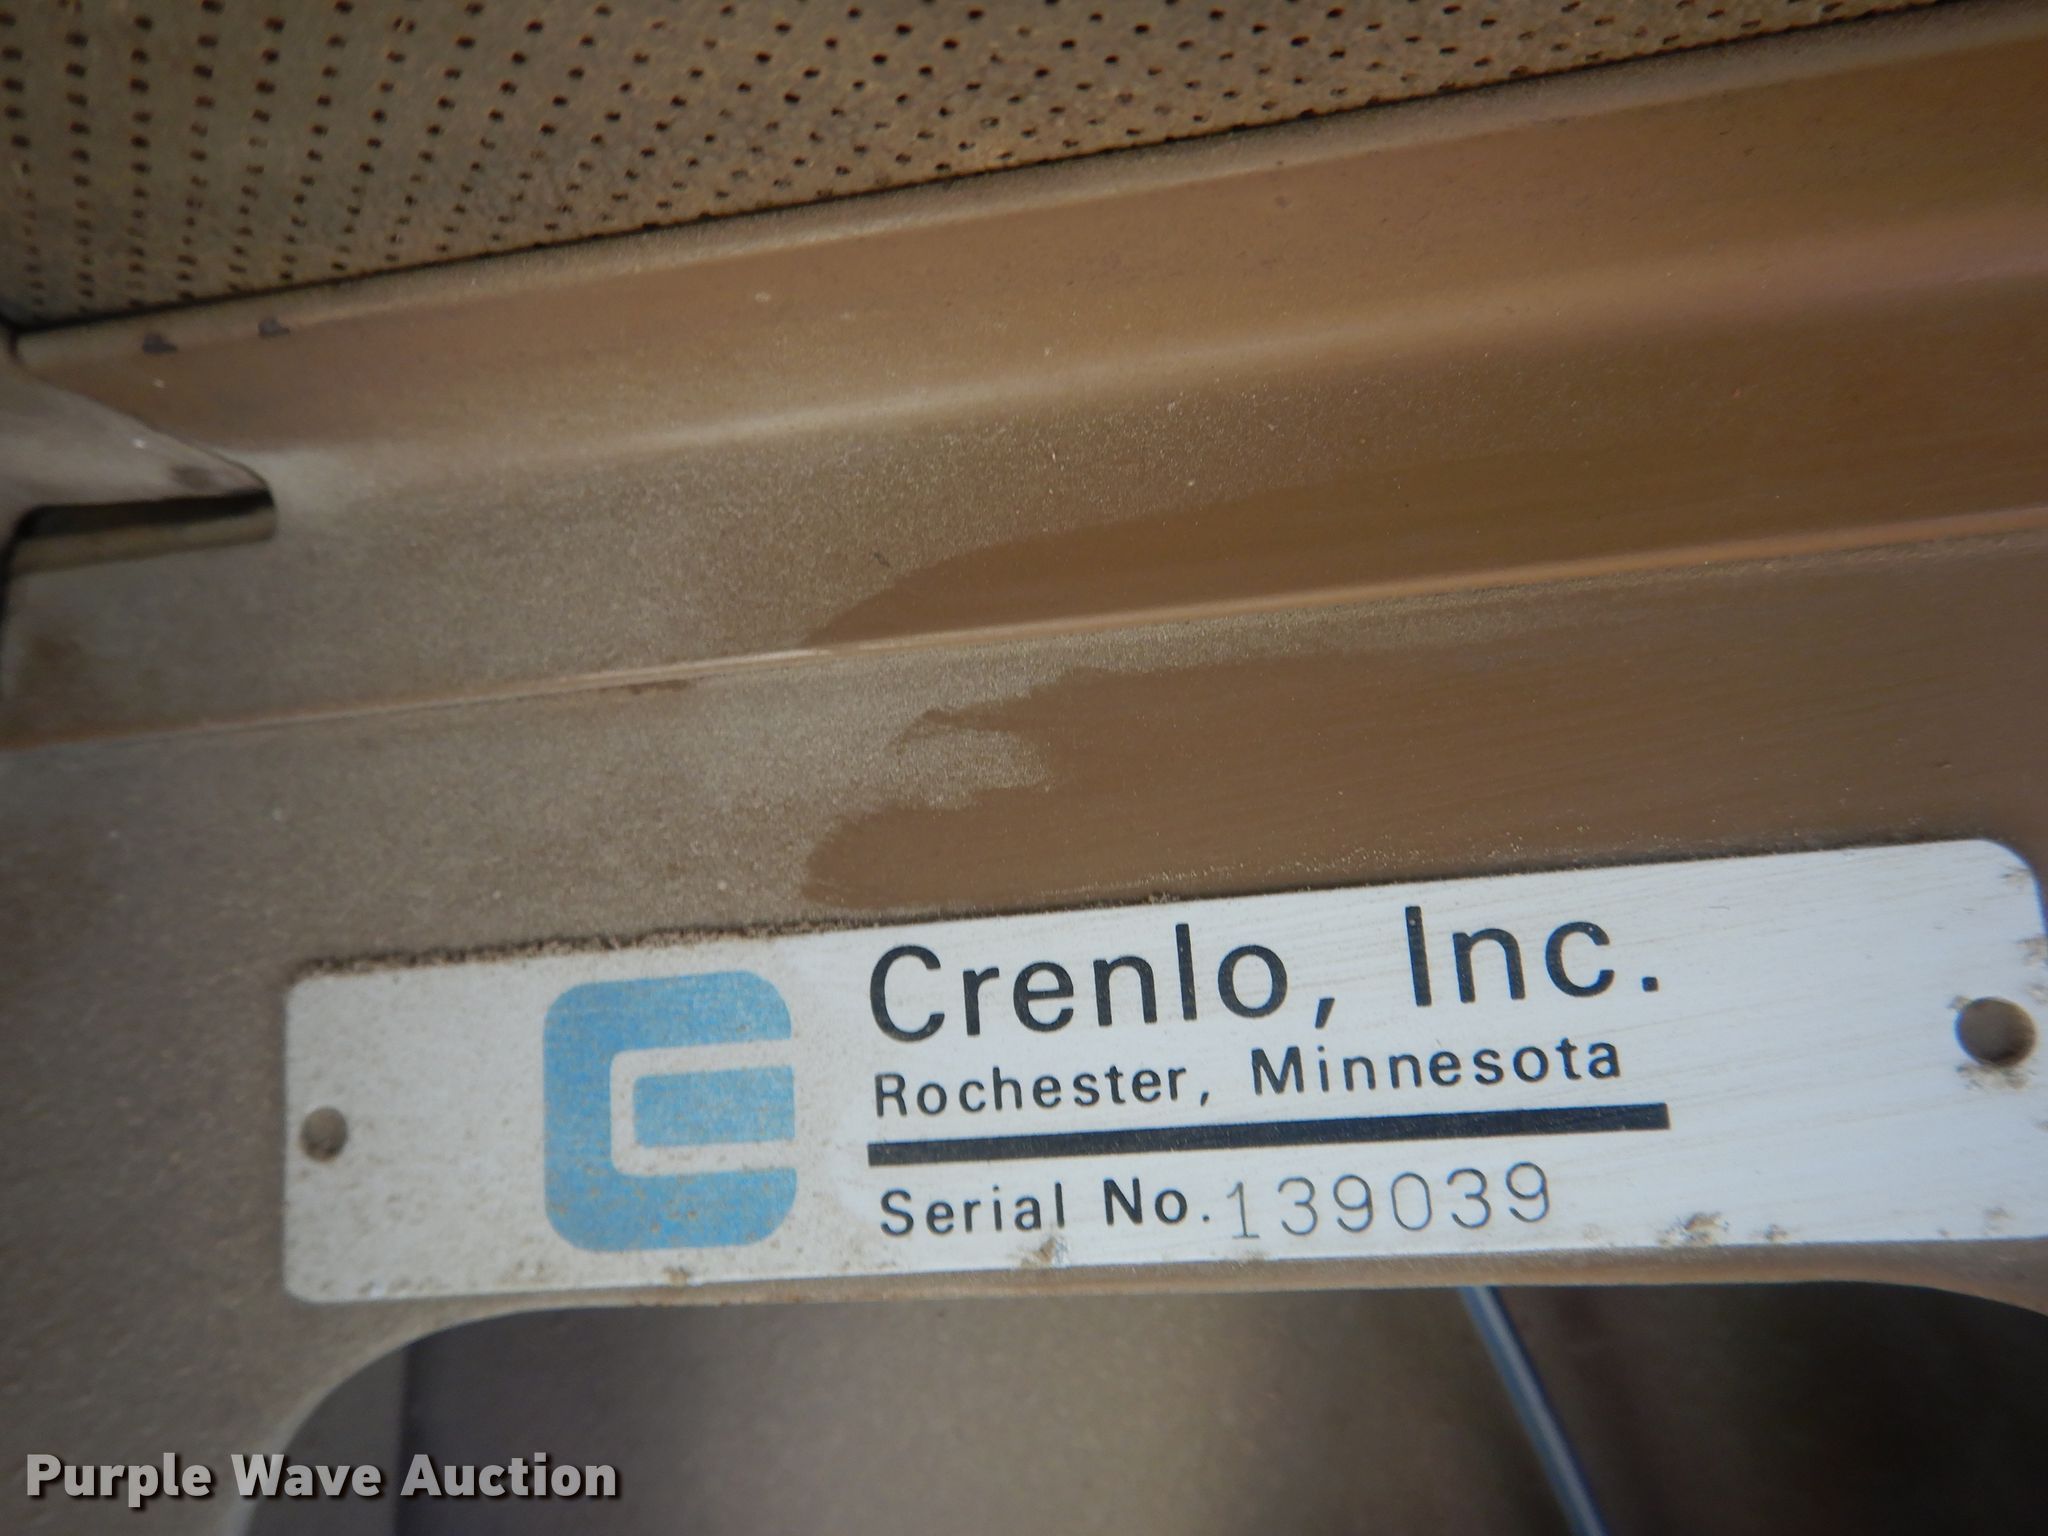 Crenlo, Inc.
Rochester, Minnesota
Serial No. 139039
Purple Wave Auction